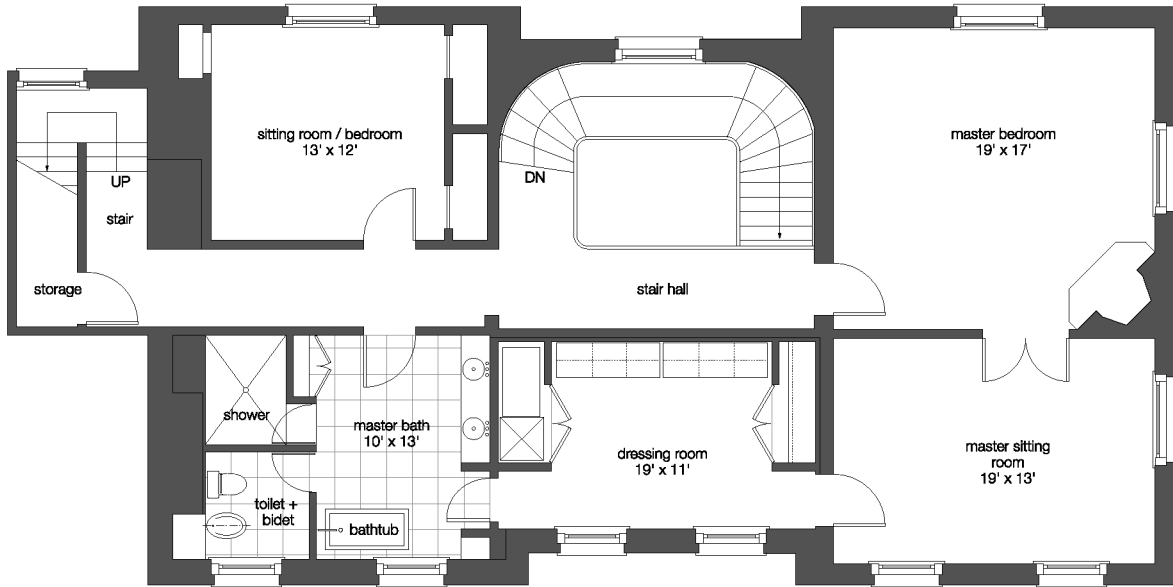 sitting room / bedroom
13' x 12'
master bedroom
19' x 17'
UP
DN
stair
storage
stair hall
shower
master bath
10' x 13'
dressing room
19' x 11'
master sitting
room
19' x 13'
toilet +
bidet
bathtub